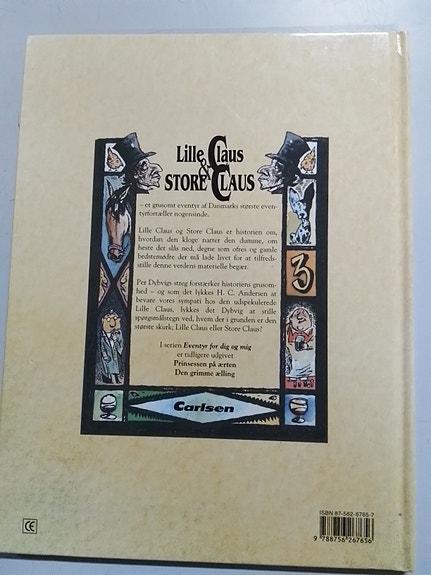 Lille Claus
&
STORE CLAUS
– et grusomt eventyr af Danmarks største even-
tyrfortæller nogensinde.
Lille Claus og Store Claus er historien om,
hvordan den kloge narrer den dumme, om
heste der slås ned, degne som ofres og gamle
bedstemødre der må lade livet for at tilfreds-
stille denne verdens materielle begær.
Per Dybvigs streg forstærker historiens grusom-
hed – og som det lykkes H. C. Andersen at
bevare vores sympati hos den udspekulerede
Lille Claus, lykkes det Dybvig at stille
spørgsmålstegn ved, hvem der i grunden er den
største skurk; Lille Claus eller Store Claus?
I serien Eventyr for dig og mig
er tidligere udgivet
Prinsessen på ærten
Den grimme ælling
3
Carlsen
ISBN 87-562-6765-7
9 788756 267656
CE